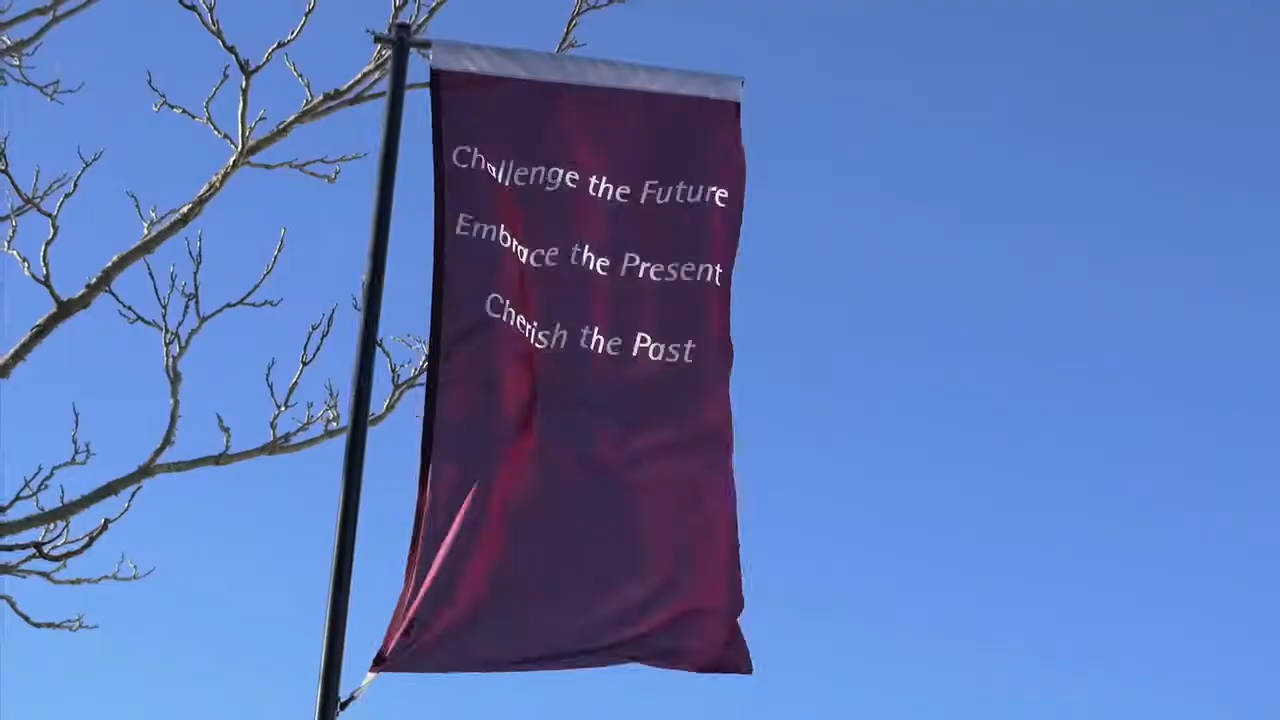 Challenge the Future
Embrace the Present
Cherish the Past